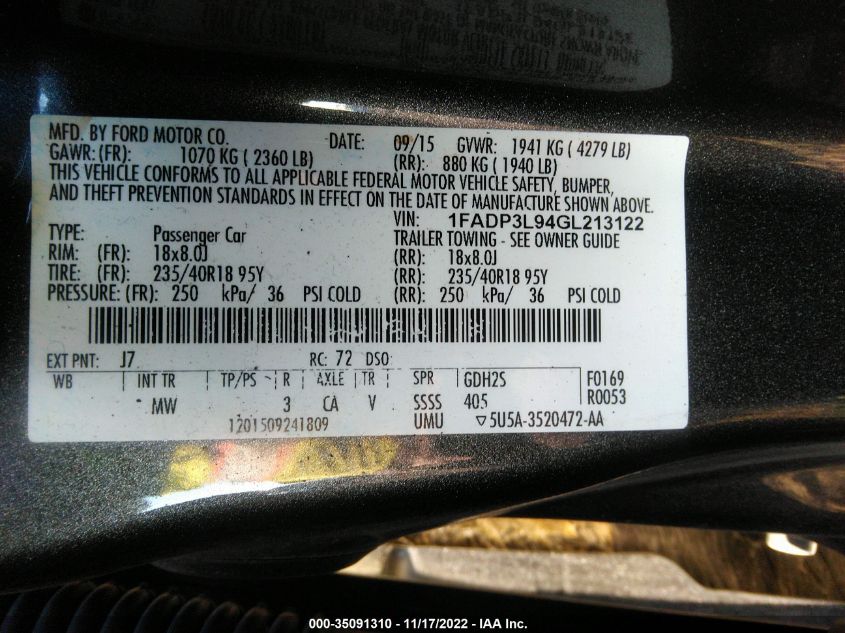 MFD. BY FORD MOTOR CO. DATE: 09/15 GVWR: 1941 KG ( 4279 LB)
GAWR: (FR): 1070 KG ( 2360 LB) (RR): 880 KG ( 1940 LB)
THIS VEHICLE CONFORMS TO ALL APPLICABLE FEDERAL MOTOR VEHICLE SAFETY, BUMPER,
AND THEFT PREVENTION STANDARDS IN EFFECT ON THE DATE OF MANUFACTURE SHOWN ABOVE.
VIN: 1FADP3L94GL213122
TYPE: Passenger Car TRAILER TOWING - SEE OWNER GUIDE
RIM: (FR): 18x8.0J (RR): 18x8.0J
TIRE: (FR): 235/40R18 95Y (RR): 235/40R18 95Y
PRESSURE: (FR): 250 kPa/ 36 PSI COLD (RR): 250 kPa/ 36 PSI COLD
EXT PNT: J7 RC: 72 DSO:
WB INT TR TP/PS R AXLE TR SPR GDH2S F0169
MW 3 CA V SSSS 405 R0053
1201509241809 UMU ▽5U5A-3520472-AA
000-35091310 - 11/17/2022 - IAA Inc.